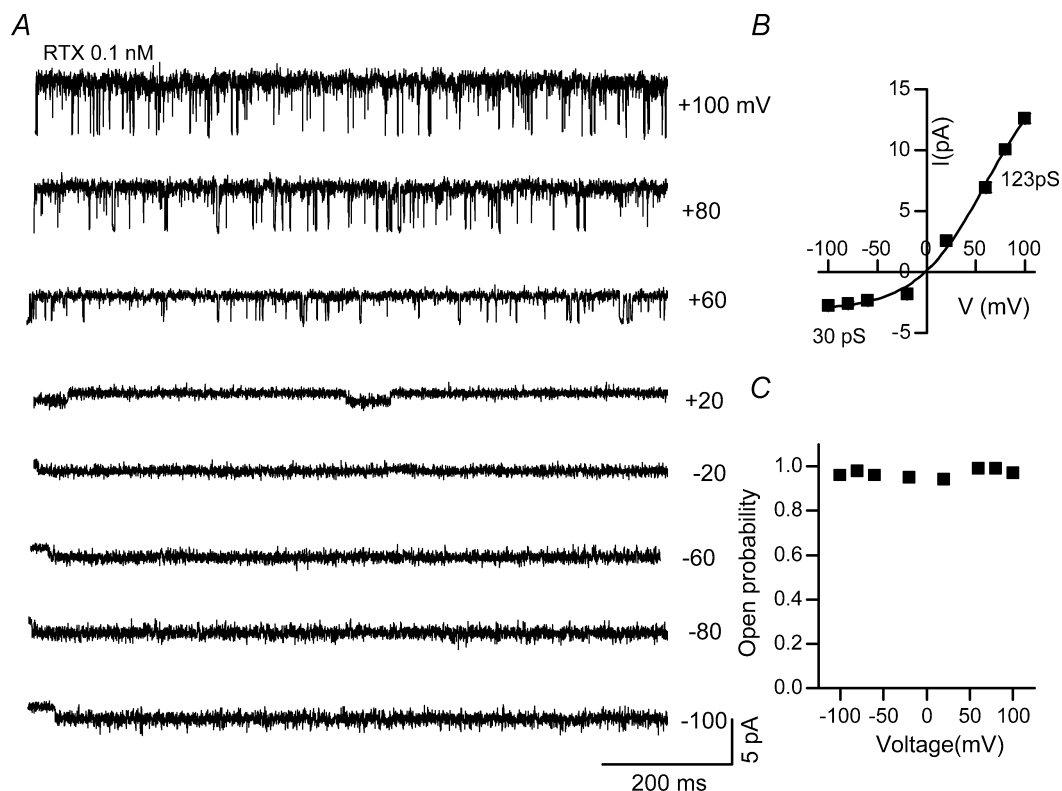 A
RTX 0.1 nM
+100 mV
+80
+60
+20
-20
-60
-80
-100
5 pA
200 ms
B
15
10
5
0
-5
I(pA)
-100 -50 0 50 100
V (mV)
123pS
30 pS
C
1.0
0.8
0.6
0.4
0.2
0.0
Open probability
-100 -50 0 50 100
Voltage(mV)